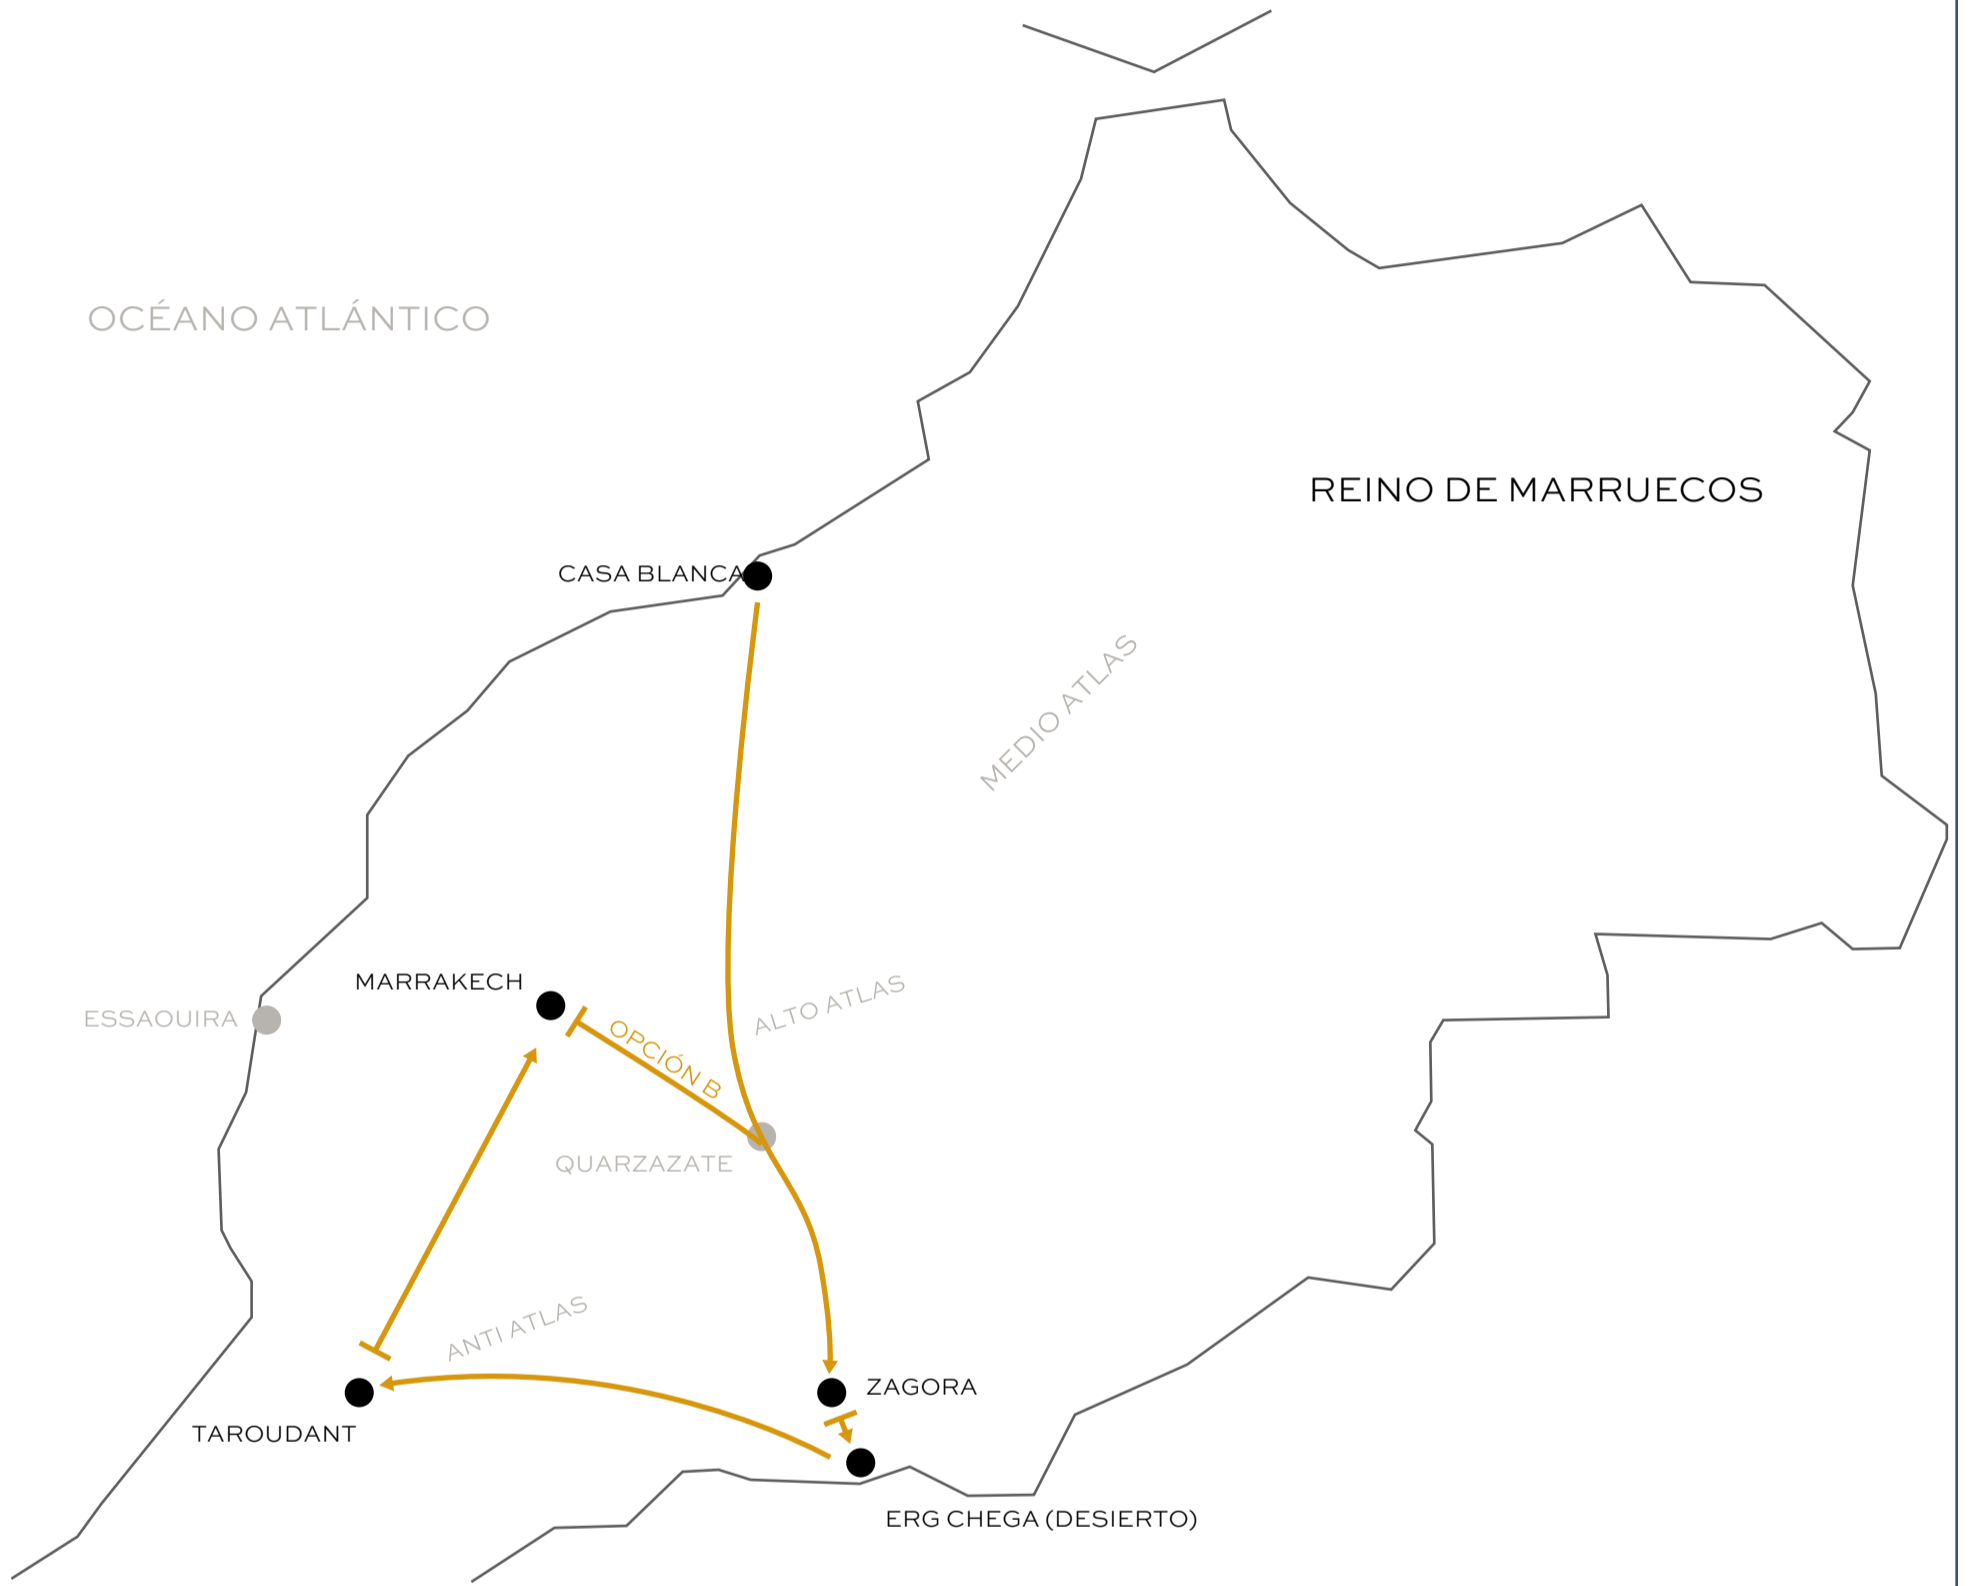 OCÉANO ATLÁNTICO
REINO DE MARRUECOS
CASA BLANCA
MEDIO ATLAS
MARRAKECH
ALTO ATLAS
ESSAOUIRA
OPCIÓN B
QUARZAZATE
ANTI ATLAS
ZAGORA
TAROUDANT
ERG CHEGA (DESIERTO)